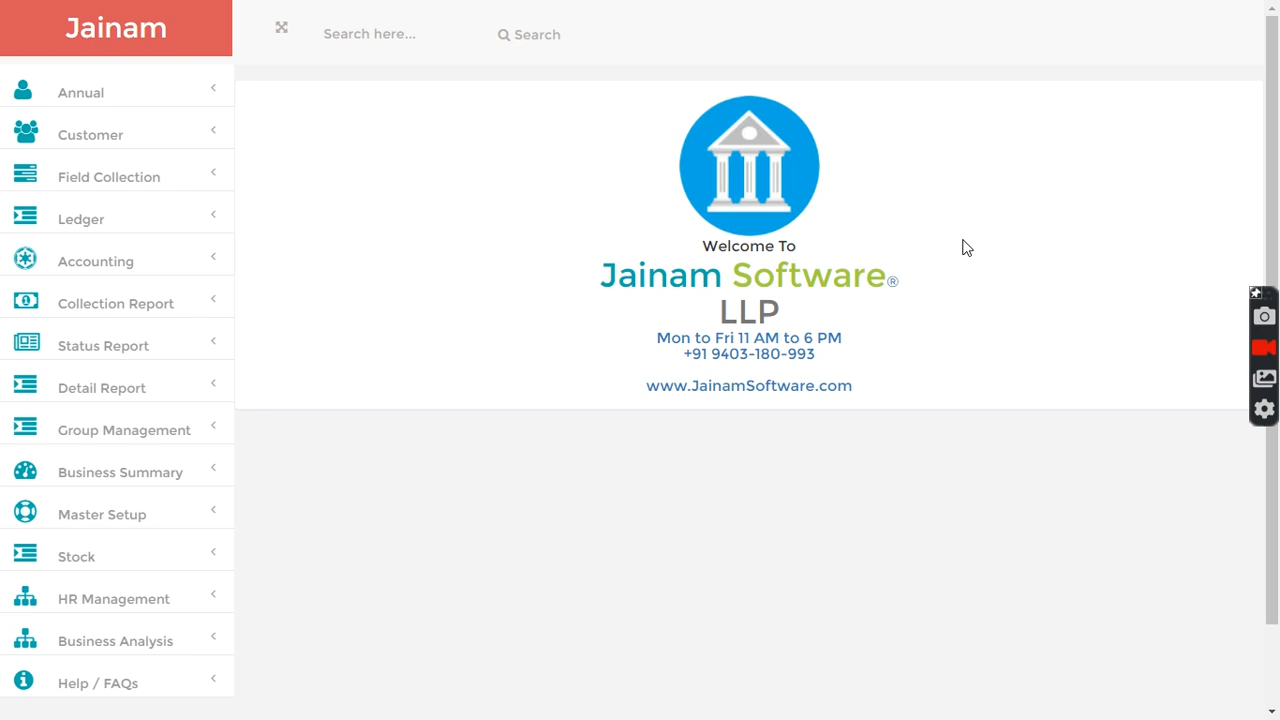 Jainam
Search here...
Search
Annual
Customer
Field Collection
Ledger
Accounting
Collection Report
Status Report
Detail Report
Group Management
Business Summary
Master Setup
Stock
HR Management
Business Analysis
Help / FAQs
Welcome To
Jainam Software®
LLP
Mon to Fri 11 AM to 6 PM
+91 9403-180-993
www.JainamSoftware.com